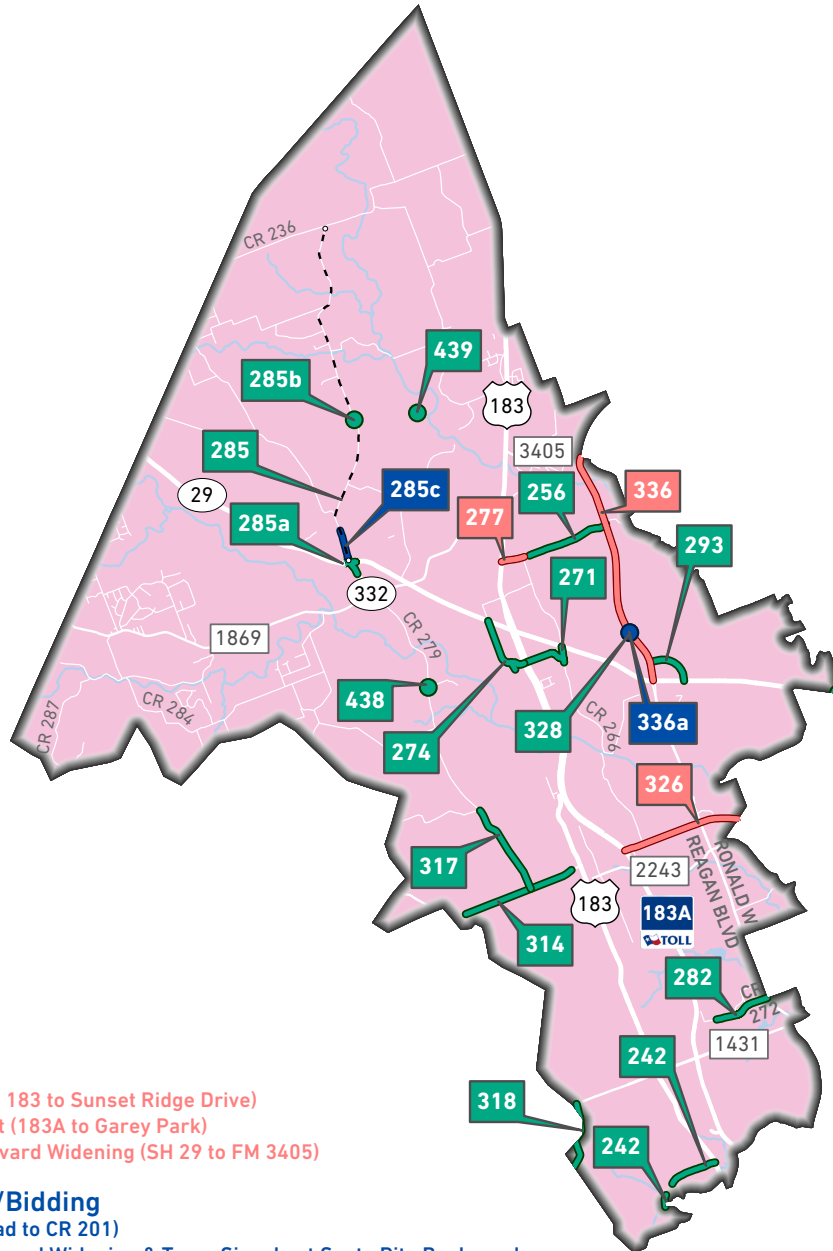 CR 236
439
285b
183
3405
285
256
336
29
285c
277
285a
293
271
332
CR 279
1869
438
CR 284
CR 287
CR 266
274
328
336a
326
317
2243
RONALD W
REAGAN BLVD
183
183A
TOLL
314
282
CR
272
1431
242
318
242
183 to Sunset Ridge Drive)
(183A to Garey Park)
Widening (SH 29 to FM 3405)
/Bidding
to CR 201)